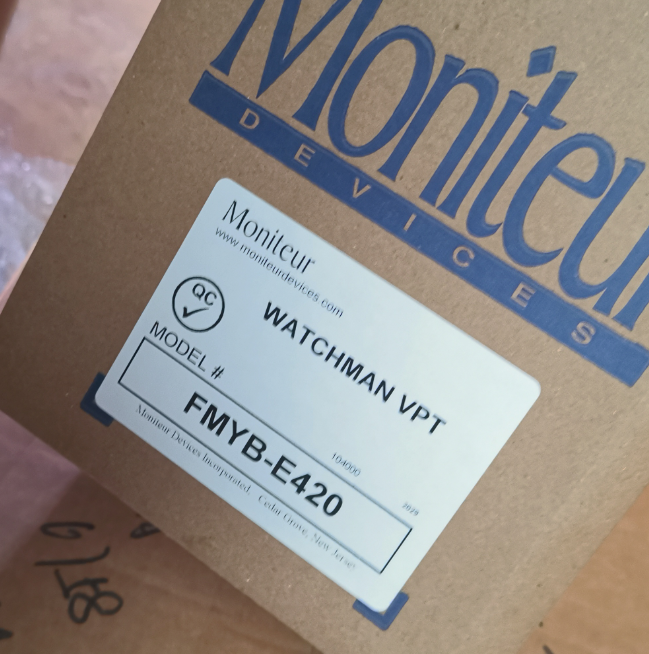 Moniteur
DEVICES
Moniteur
www.moniteurdevices.com
QC
WATCHMAN VPT
MODEL #
104000
2029
FMYB-E420
Moniteur Devices Incorporated Cedar Grove, New Jersey